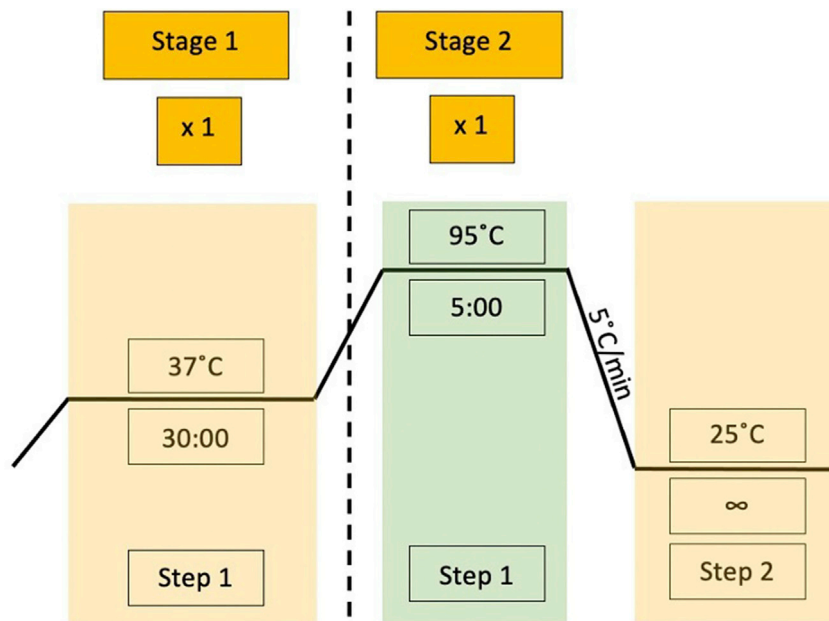 Stage 1
Stage 2
x 1
x 1
95˚C
5:00
5˚C/min
37˚C
30:00
25˚C
∞
Step 1
Step 1
Step 2